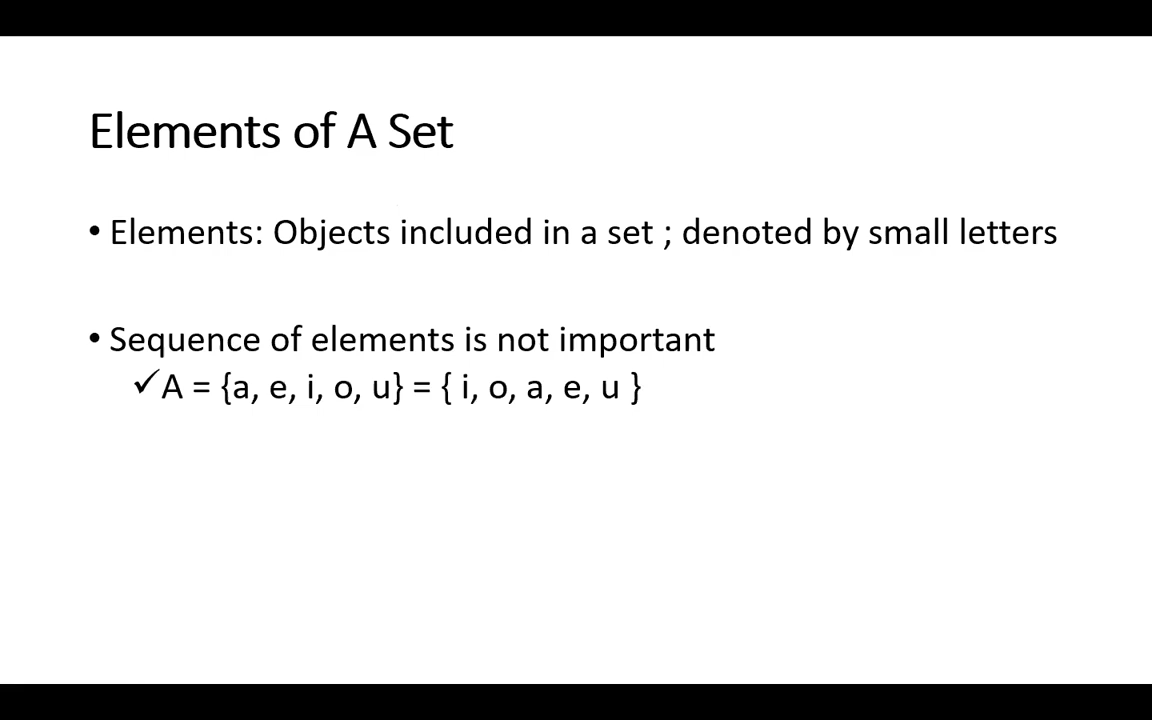 Elements of A Set
• Elements: Objects included in a set ; denoted by small letters
• Sequence of elements is not important
✓A = {a, e, i, o, u} = { i, o, a, e, u }